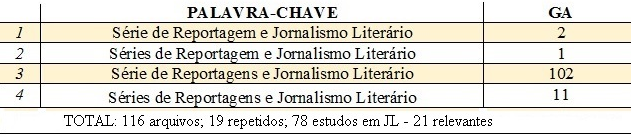 PALAVRA-CHAVE GA
1 Série de Reportagem e Jornalismo Literário 2
2 Séries de Reportagem e Jornalismo Literário 1
3 Série de Reportagens e Jornalismo Literário 102
4 Séries de Reportagens e Jornalismo Literário 11
TOTAL: 116 arquivos; 19 repetidos; 78 estudos em JL - 21 relevantes